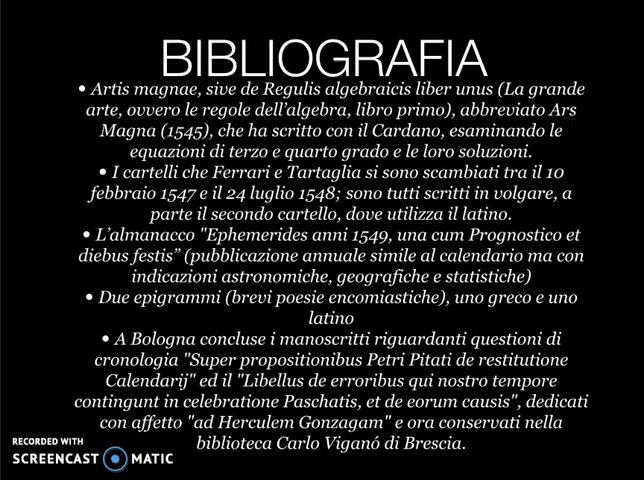 BIBLIOGRAFIA
• Artis magnae, sive de Regulis algebraicis liber unus (La grande
arte, ovvero le regole dell'algebra, libro primo), abbreviato Ars
Magna (1545), che ha scritto con il Cardano, esaminando le
equazioni di terzo e quarto grado e le loro soluzioni.
• I cartelli che Ferrari e Tartaglia si sono scambiati tra il 10
febbraio 1547 e il 24 luglio 1548; sono tutti scritti in volgare, a
parte il secondo cartello, dove utilizza il latino.
• L'almanacco "Ephemerides anni 1549, una cum Prognostico et
diebus festis” (pubblicazione annuale simile al calendario ma con
indicazioni astronomiche, geografiche e statistiche)
• Due epigrammi (brevi poesie encomiastiche), uno greco e uno
latino
• A Bologna concluse i manoscritti riguardanti questioni di
cronologia "Super propositionibus Petri Pitati de restitutione
Calendarij" ed il "Libellus de erroribus qui nostro tempore
contingunt in celebratione Paschatis, et de eorum causis", dedicati
con affetto "ad Herculem Gonzagam" e ora conservati nella
biblioteca Carlo Viganó di Brescia.
RECORDED WITH
SCREENCAST MATIC